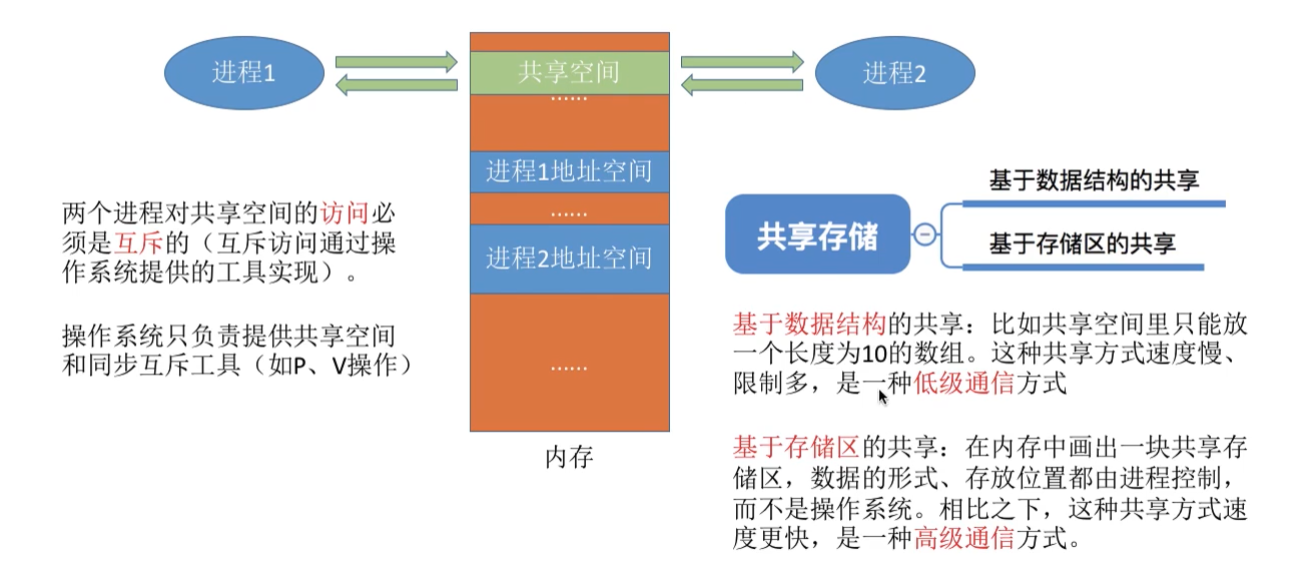 进程1
共享空间
进程2
......
进程1地址空间
......
进程2地址空间
......
内存
两个进程对共享空间的访问必
须是互斥的（互斥访问通过操
作系统提供的工具实现）。
操作系统只负责提供共享空间
和同步互斥工具（如P、V操作）
共享存储
基于数据结构的共享
基于存储区的共享
基于数据结构的共享：比如共享空间里只能放
一个长度为10的数组。这种共享方式速度慢、
限制多，是一种低级通信方式
基于存储区的共享：在内存中画出一块共享存
储区，数据的形式、存放位置都由进程控制，
而不是操作系统。相比之下，这种共享方式速
度更快，是一种高级通信方式。